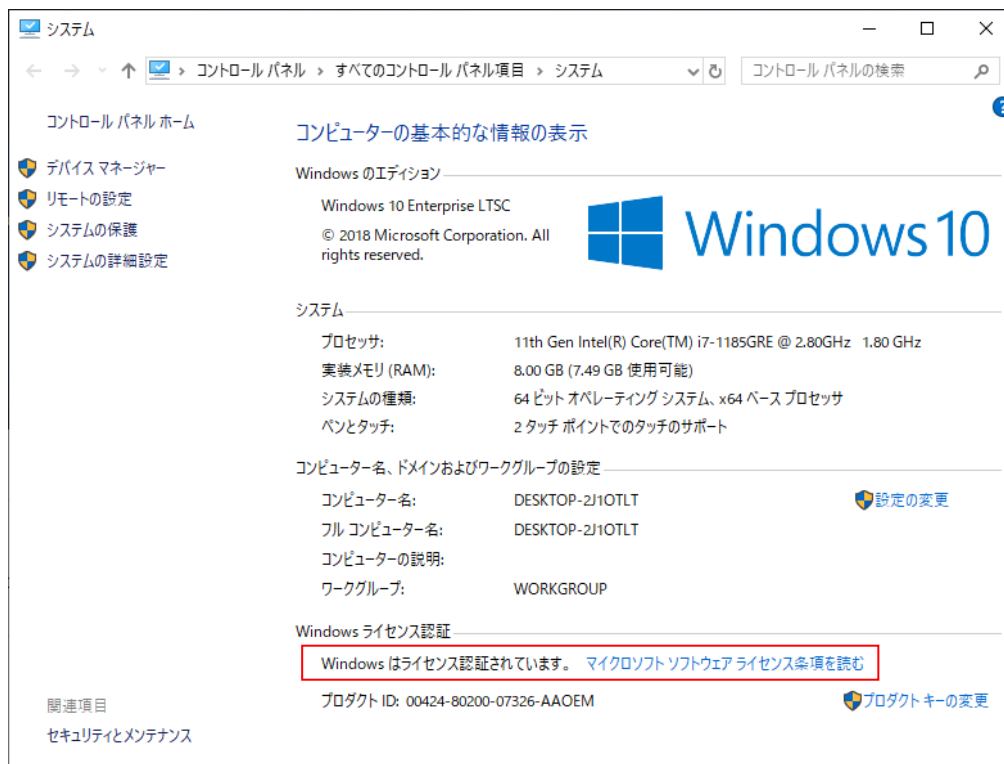 システム
コントロール パネル › すべてのコントロール パネル項目 › システム
コントロール パネルの検索
コントロール パネル ホーム
デバイス マネージャー
リモートの設定
システムの保護
システムの詳細設定
コンピューターの基本的な情報の表示
Windows のエディション
Windows 10 Enterprise LTSC
© 2018 Microsoft Corporation. All
rights reserved.
Windows 10
システム
プロセッサ: 11th Gen Intel(R) Core(TM) i7-1185GRE @ 2.80GHz 1.80 GHz
実装メモリ (RAM): 8.00 GB (7.49 GB 使用可能)
システムの種類: 64 ビット オペレーティング システム、x64 ベース プロセッサ
ペンとタッチ: 2 タッチ ポイントでのタッチのサポート
コンピューター名、ドメインおよびワークグループの設定
コンピューター名: DESKTOP-2J1OTLT 設定の変更
フル コンピューター名: DESKTOP-2J1OTLT
コンピューターの説明:
ワークグループ: WORKGROUP
Windows ライセンス認証
Windows はライセンス認証されています。 マイクロソフト ソフトウェア ライセンス条項を読む
プロダクト ID: 00424-80200-07326-AAOEM プロダクト キーの変更
関連項目
セキュリティとメンテナンス